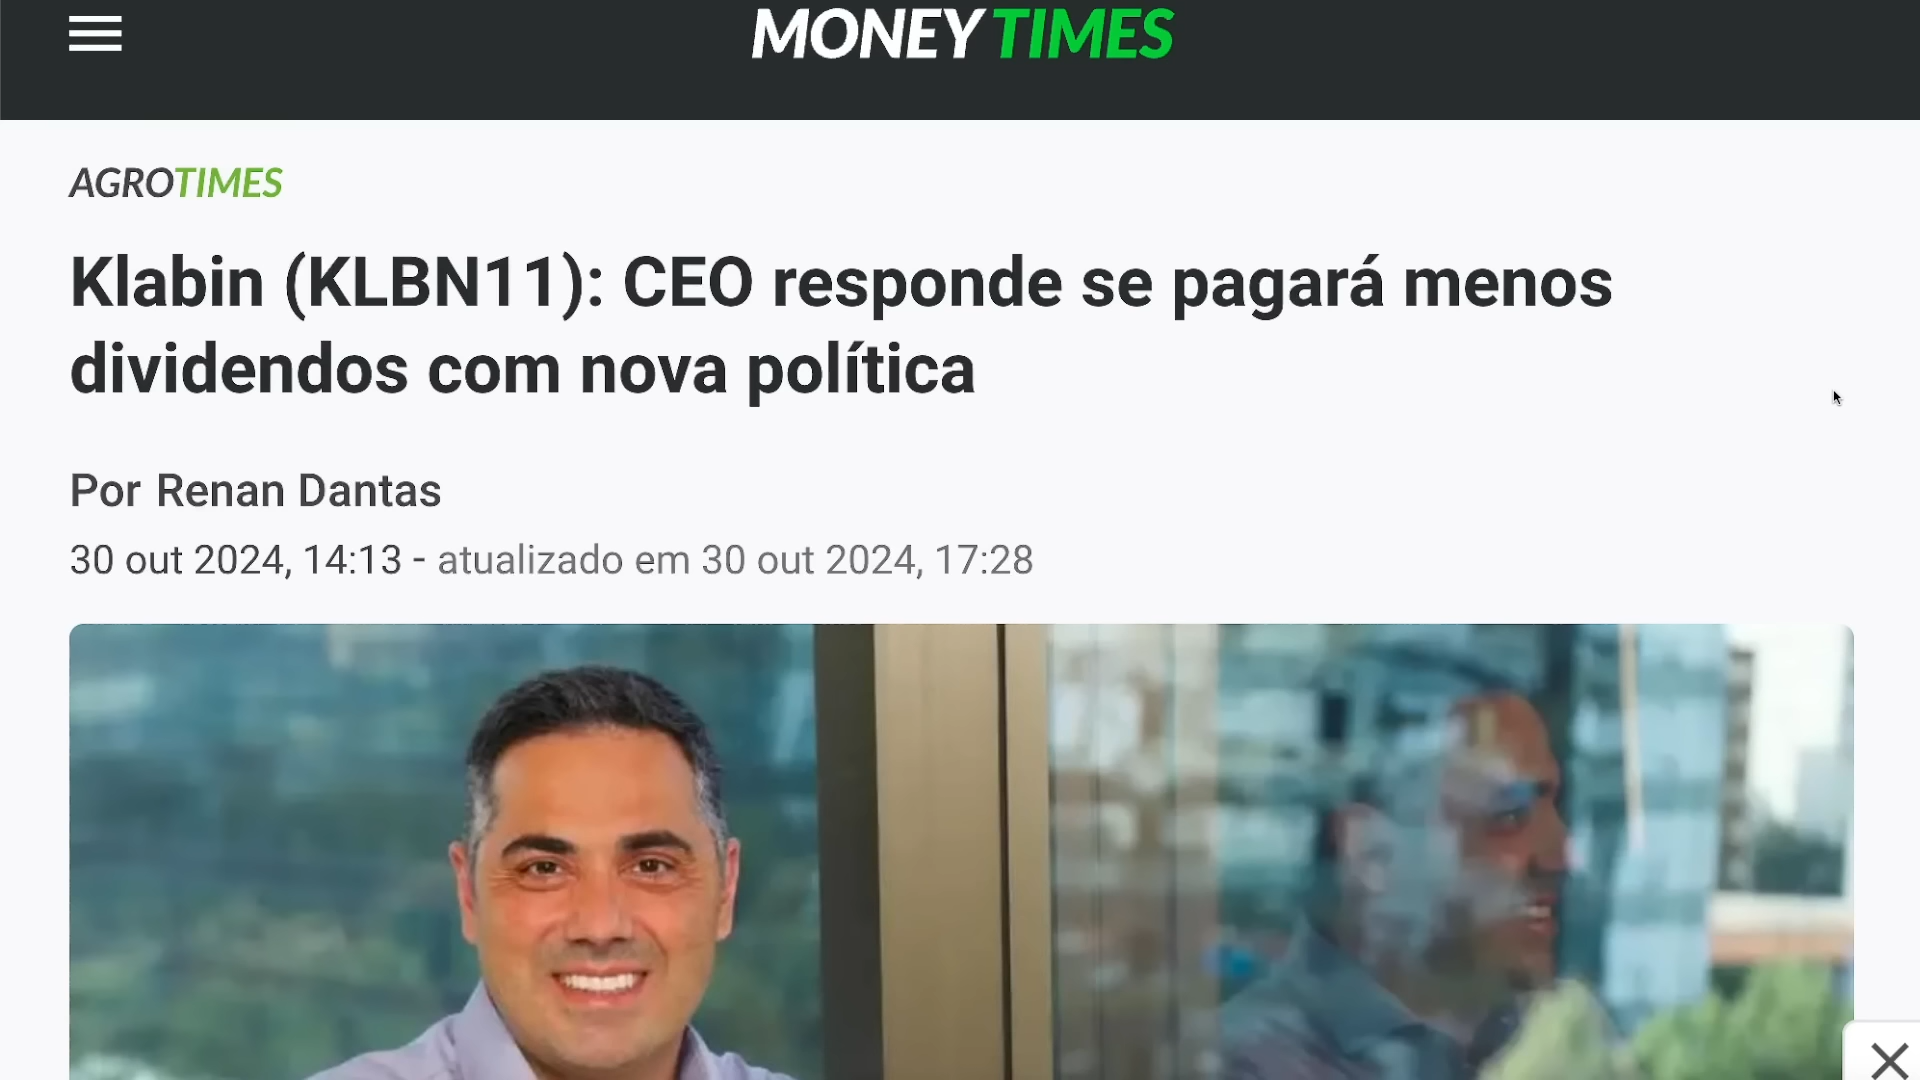 MONEY TIMES
AGROTIMES
Klabin (KLBN11): CEO responde se pagará menos
dividendos com nova política
Por Renan Dantas
30 out 2024, 14:13 - atualizado em 30 out 2024, 17:28